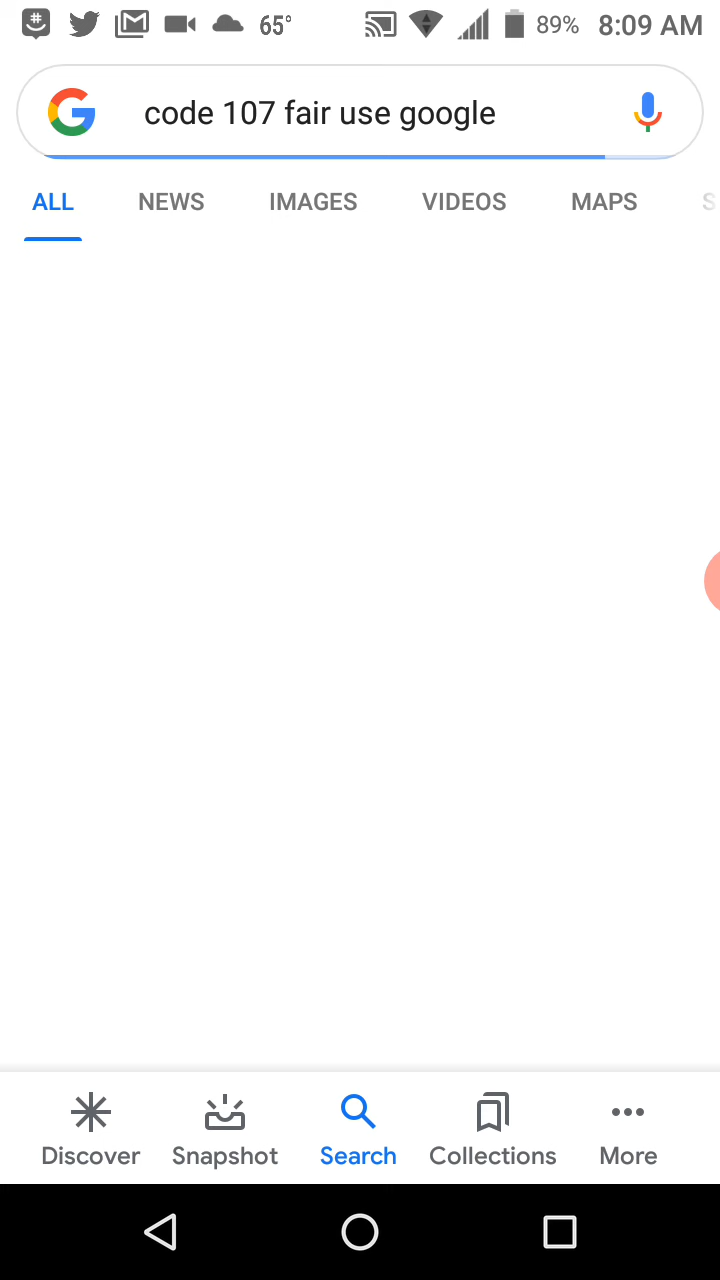 65° 89% 8:09 AM
code 107 fair use google
ALL NEWS IMAGES VIDEOS MAPS S
Discover Snapshot Search Collections More